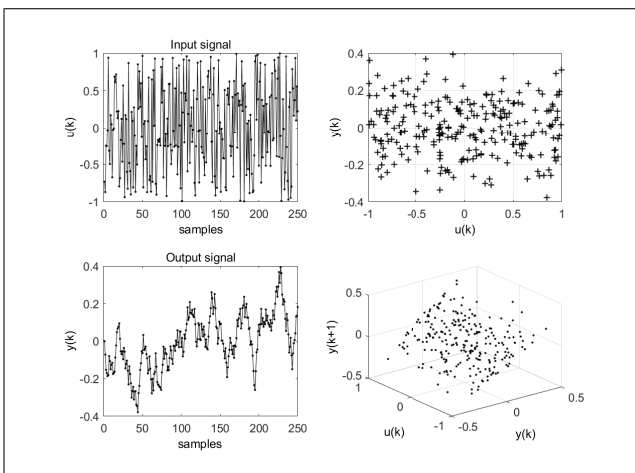 Input signal
1
0.5
0
-0.5
-1
u(k)
0 50 100 150 200 250
samples
0.4
0.2
0
-0.2
-0.4
y(k)
-1 -0.5 0 0.5 1
u(k)
Output signal
0.4
0.2
0
-0.2
-0.4
y(k)
0 50 100 150 200 250
samples
0.5
0
-0.5
y(k+1)
1
0
-1
u(k)
-0.5
0
0.5
y(k)